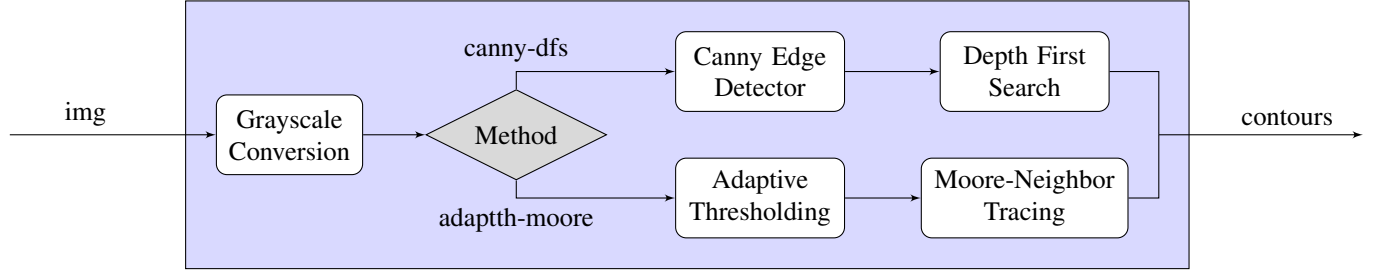 img
Grayscale
Conversion
Method
canny-dfs
Canny Edge
Detector
Depth First
Search
adaptth-moore
Adaptive
Thresholding
Moore-Neighbor
Tracing
contours